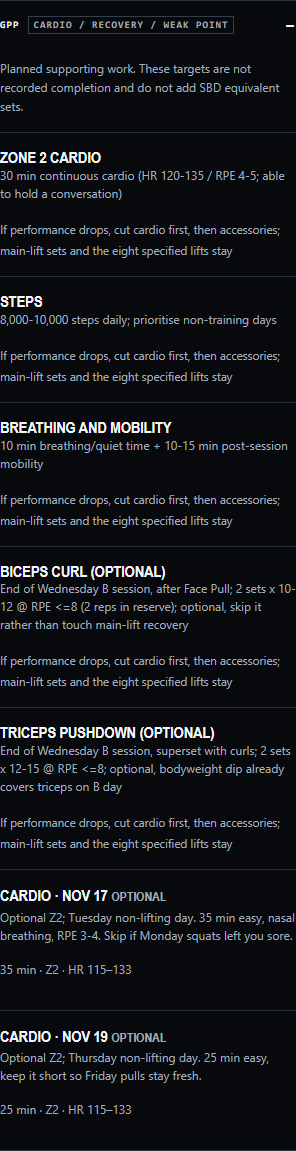 GPP CARDIO / RECOVERY / WEAK POINT −
Planned supporting work. These targets are not
recorded completion and do not add SBD equivalent
sets.
ZONE 2 CARDIO
30 min continuous cardio (HR 120-135 / RPE 4-5; able
to hold a conversation)
If performance drops, cut cardio first, then accessories;
main-lift sets and the eight specified lifts stay
STEPS
8,000-10,000 steps daily; prioritise non-training days
If performance drops, cut cardio first, then accessories;
main-lift sets and the eight specified lifts stay
BREATHING AND MOBILITY
10 min breathing/quiet time + 10-15 min post-session
mobility
If performance drops, cut cardio first, then accessories;
main-lift sets and the eight specified lifts stay
BICEPS CURL (OPTIONAL)
End of Wednesday B session, after Face Pull; 2 sets x 10-
12 @ RPE <=8 (2 reps in reserve); optional, skip it
rather than touch main-lift recovery
If performance drops, cut cardio first, then accessories;
main-lift sets and the eight specified lifts stay
TRICEPS PUSHDOWN (OPTIONAL)
End of Wednesday B session, superset with curls; 2 sets
x 12-15 @ RPE <=8; optional, bodyweight dip already
covers triceps on B day
If performance drops, cut cardio first, then accessories;
main-lift sets and the eight specified lifts stay
CARDIO · NOV 17 OPTIONAL
Optional Z2; Tuesday non-lifting day. 35 min easy, nasal
breathing, RPE 3-4. Skip if Monday squats left you sore.
35 min · Z2 · HR 115–133
CARDIO · NOV 19 OPTIONAL
Optional Z2; Thursday non-lifting day. 25 min easy,
keep it short so Friday pulls stay fresh.
25 min · Z2 · HR 115–133